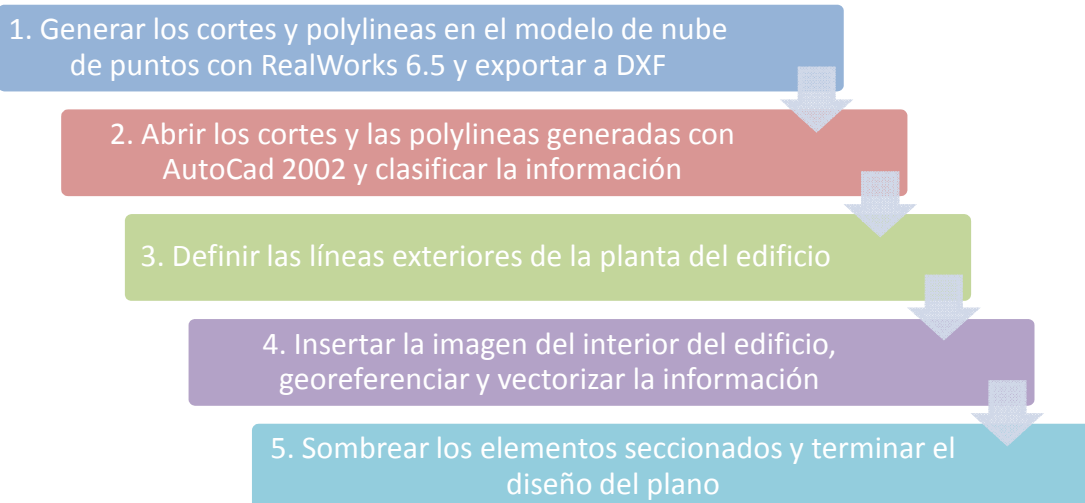 1. Generar los cortes y polylineas en el modelo de nube
de puntos con RealWorks 6.5 y exportar a DXF
2. Abrir los cortes y las polylineas generadas con
AutoCad 2002 y clasificar la información
3. Definir las líneas exteriores de la planta del edificio
4. Insertar la imagen del interior del edificio,
georeferenciar y vectorizar la información
5. Sombrear los elementos seccionados y terminar el
diseño del plano